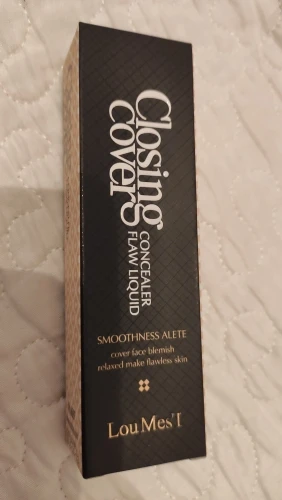 Closing
cover
CONCEALER
FLAW LIQUID
SMOOTHNESS ALETE
cover face blemish
relaxed make flawless skin
LouMes'I